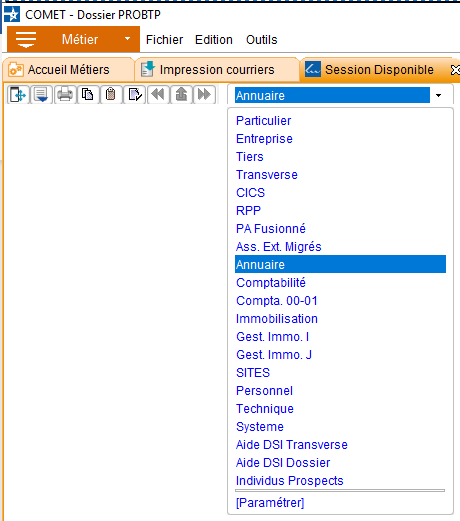 COMET - Dossier PROBTP
Métier Fichier Edition Outils
Accueil Métiers Impression courriers Session Disponible
Annuaire
Particulier
Entreprise
Tiers
Transverse
CICS
RPP
PA Fusionné
Ass. Ext. Migrés
Annuaire
Comptabilité
Compta. 00-01
Immobilisation
Gest. Immo. I
Gest. Immo. J
SITES
Personnel
Technique
Systeme
Aide DSI Transverse
Aide DSI Dossier
Individus Prospects
[Paramétrer]